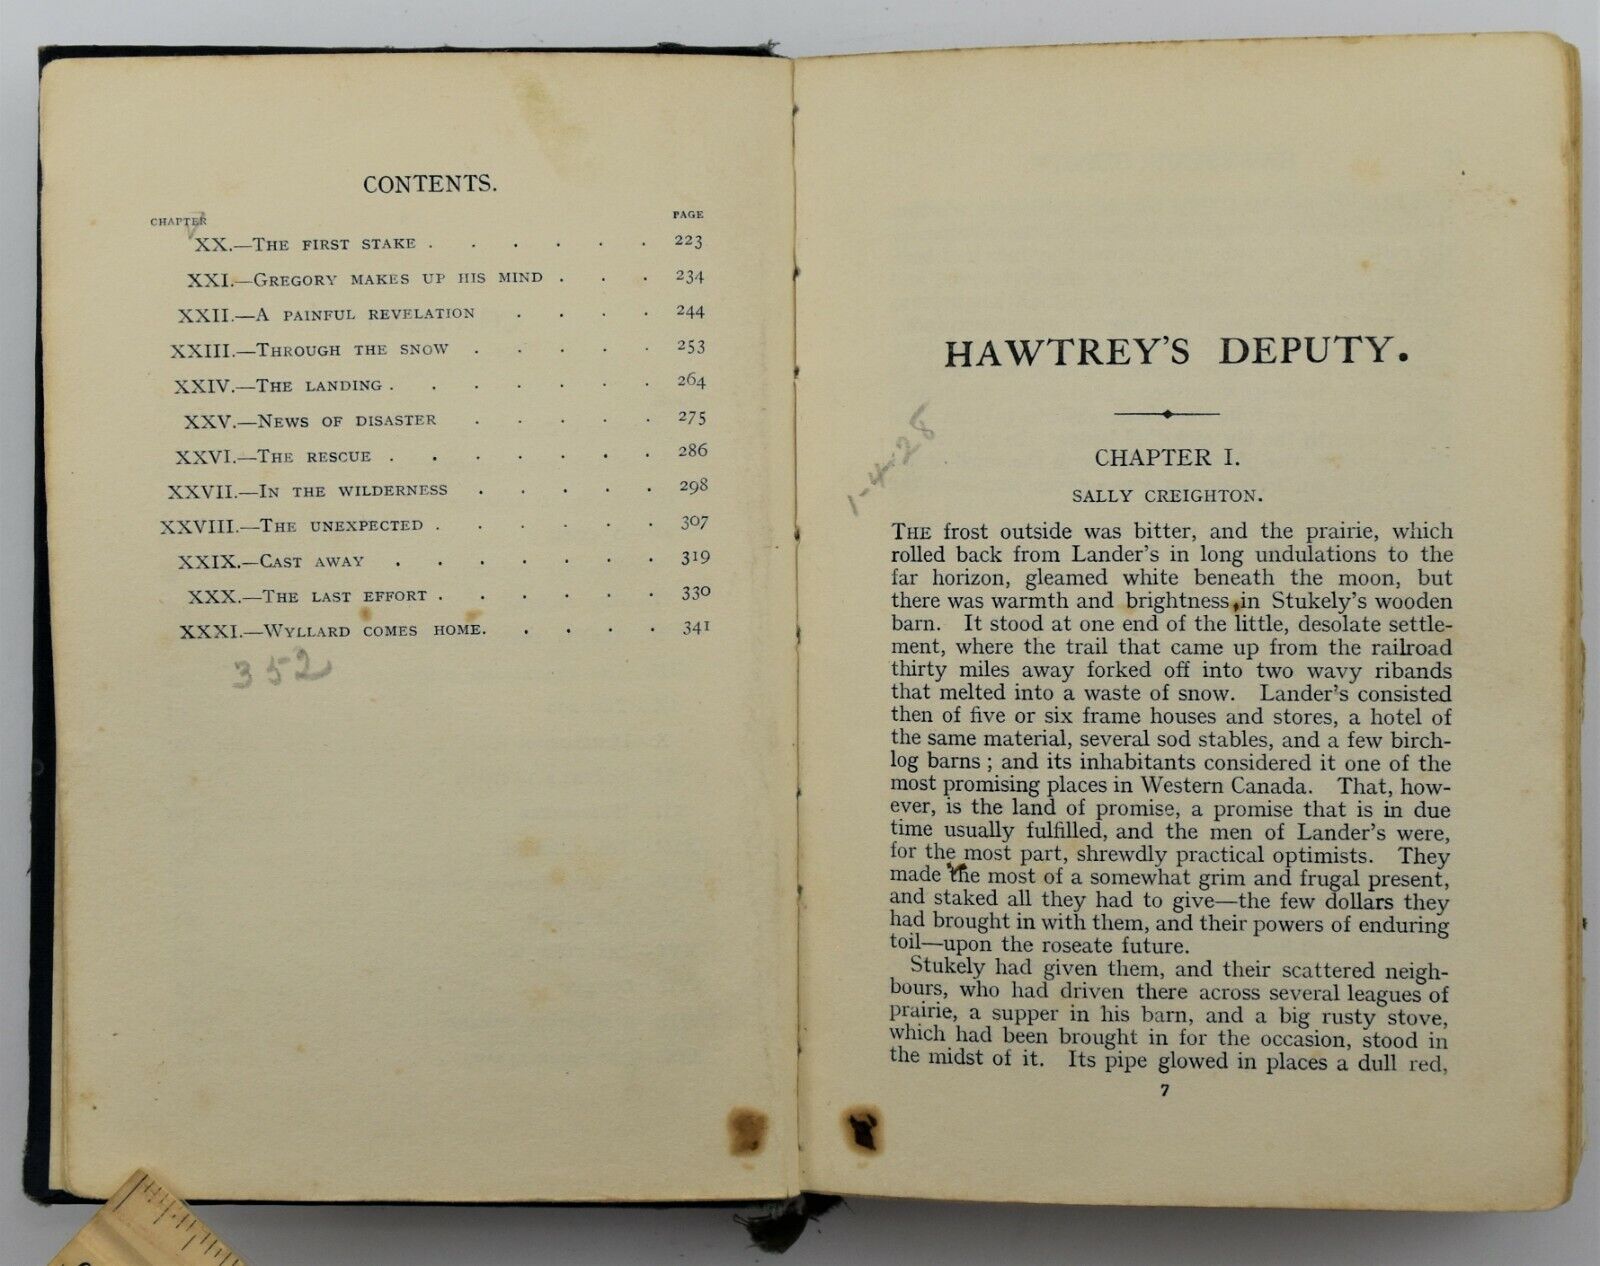 CONTENTS.
CHAPTER PAGE
XX.—THE FIRST STAKE . . . . . . 223
XXI.—GREGORY MAKES UP HIS MIND . . . 234
XXII.—A PAINFUL REVELATION . . . . 244
XXIII.—THROUGH THE SNOW . . . . . 253
XXIV.—THE LANDING . . . . . . . 264
XXV.—NEWS OF DISASTER . . . . . 275
XXVI.—THE RESCUE . . . . . . . 286
XXVII.—IN THE WILDERNESS . . . . . 298
XXVIII.—THE UNEXPECTED . . . . . . 307
XXIX.—CAST AWAY . . . . . . . 319
XXX.—THE LAST EFFORT . . . . . . 330
XXXI.—WYLLARD COMES HOME. . . . . 341
352
HAWTREY'S DEPUTY.
1-4-28
CHAPTER I.
SALLY CREIGHTON.
THE frost outside was bitter, and the prairie, which
rolled back from Lander's in long undulations to the
far horizon, gleamed white beneath the moon, but
there was warmth and brightness in Stukely's wooden
barn. It stood at one end of the little, desolate settle-
ment, where the trail that came up from the railroad
thirty miles away forked off into two wavy ribands
that melted into a waste of snow. Lander's consisted
then of five or six frame houses and stores, a hotel of
the same material, several sod stables, and a few birch-
log barns ; and its inhabitants considered it one of the
most promising places in Western Canada. That, how-
ever, is the land of promise, a promise that is in due
time usually fulfilled, and the men of Lander's were,
for the most part, shrewdly practical optimists. They
made the most of a somewhat grim and frugal present,
and staked all they had to give—the few dollars they
had brought in with them, and their powers of enduring
toil—upon the roseate future.
Stukely had given them, and their scattered neigh-
bours, who had driven there across several leagues of
prairie, a supper in his barn, and a big rusty stove,
which had been brought in for the occasion, stood in
the midst of it. Its pipe glowed in places a dull red,
7